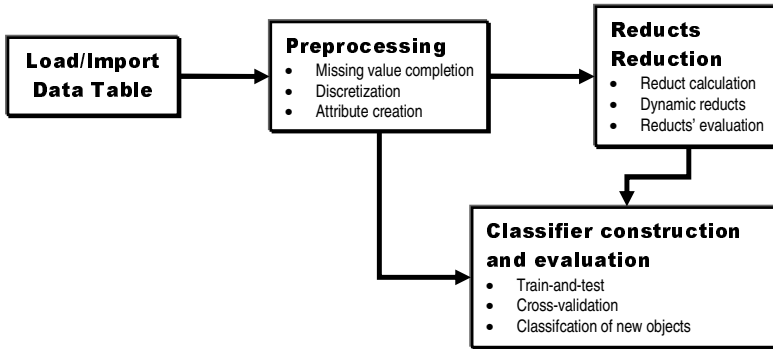 Load/Import
Data Table
Preprocessing
• Missing value completion
• Discretization
• Attribute creation
Reducts
Reduction
• Reduct calculation
• Dynamic reducts
• Reducts' evaluation
Classifier construction
and evaluation
• Train-and-test
• Cross-validation
• Classifcation of new objects